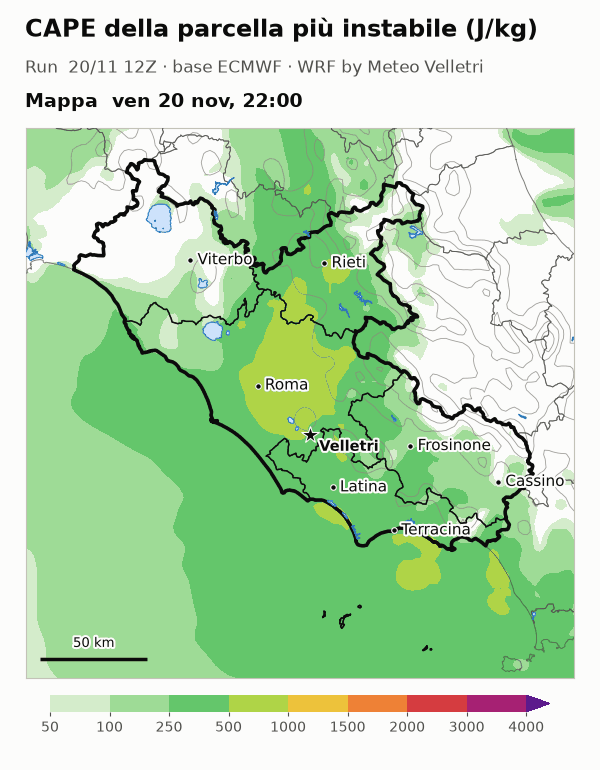 CAPE della parcella più instabile (J/kg)
Run  20/11 12Z · base ECMWF · WRF by Meteo Velletri
Mappa  ven 20 nov, 22:00
Viterbo
Rieti
Roma
Velletri
Frosinone
Latina
Cassino
Terracina
50 km
50 100 250 500 1000 1500 2000 3000 4000